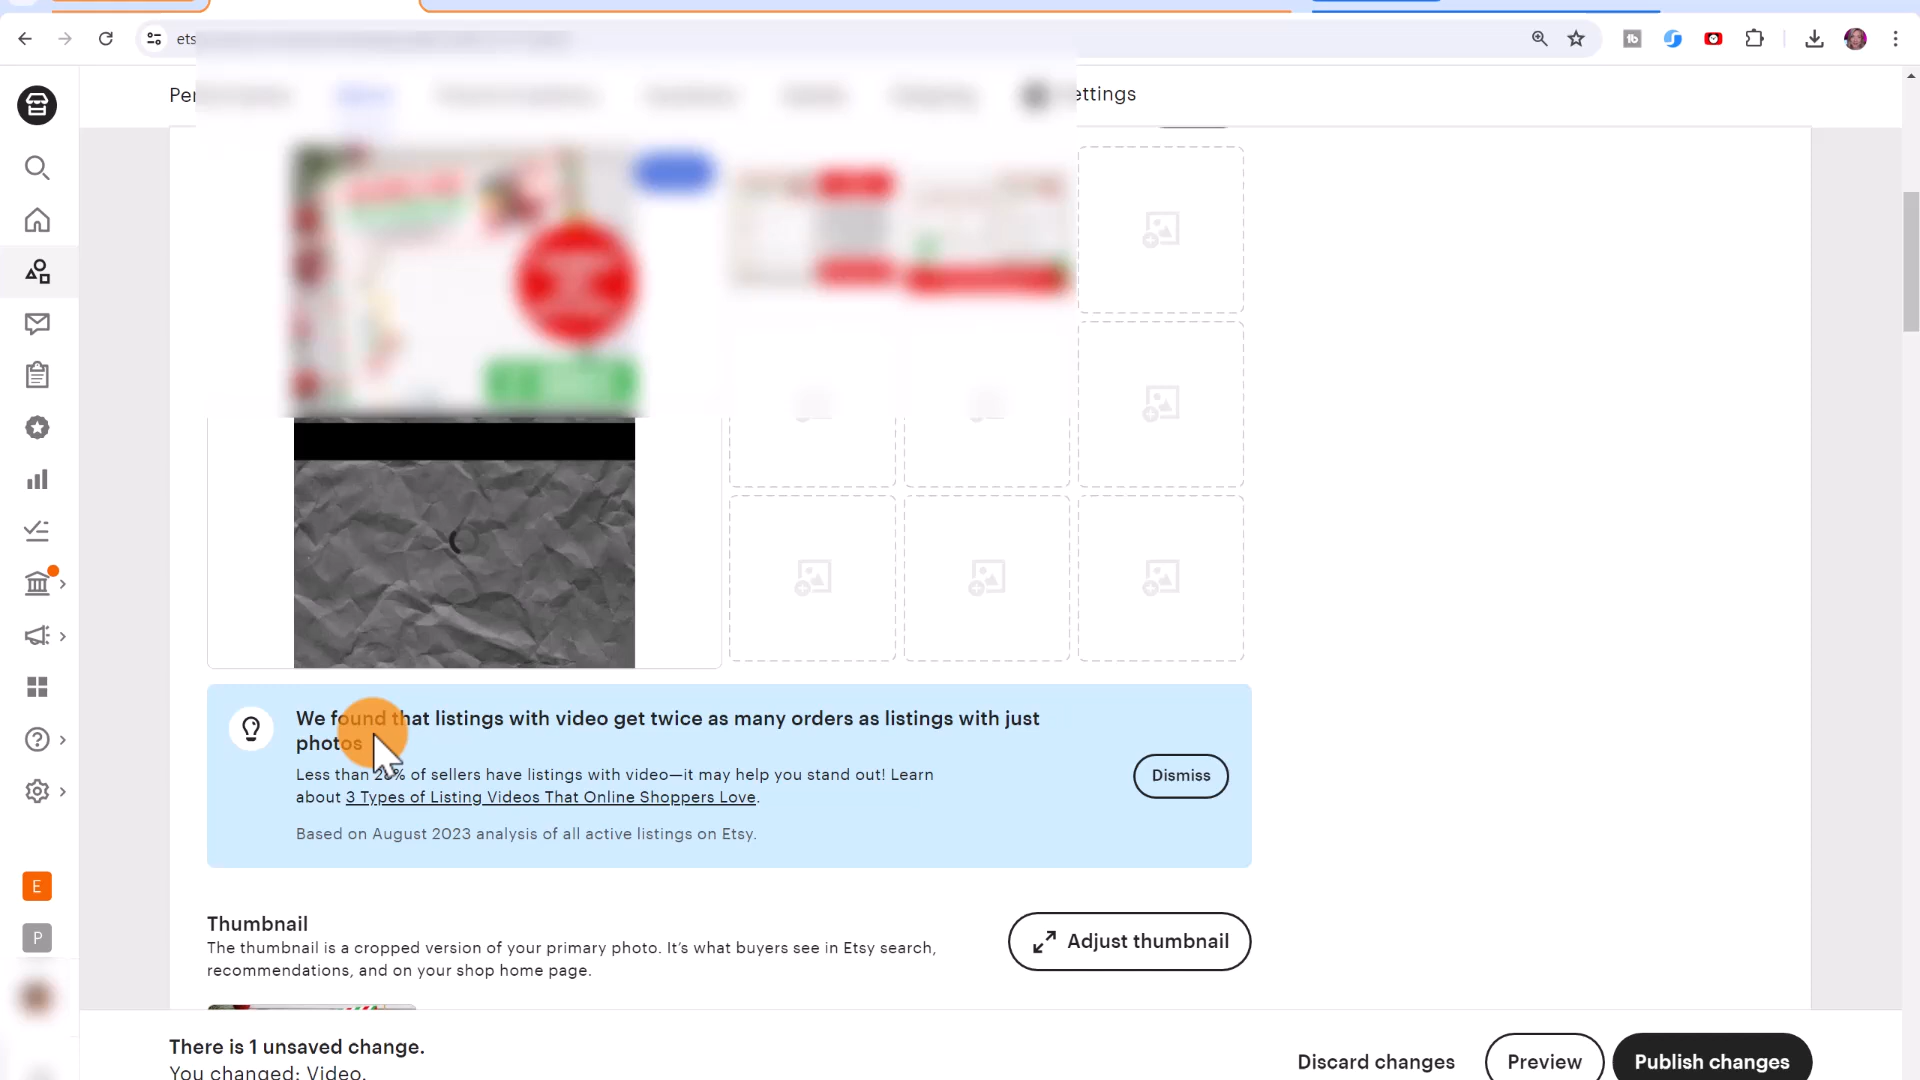 ets
Per
ettings
We found that listings with video get twice as many orders as listings with just
photos
Less than of sellers have listings with video—it may help you stand out! Learn
about 3 Types of Listing Videos That Online Shoppers Love.
Dismiss
Based on August 2023 analysis of all active listings on Etsy.
Thumbnail
The thumbnail is a cropped version of your primary photo. It’s what buyers see in Etsy search,
recommendations, and on your shop home page.
Adjust thumbnail
E
P
There is 1 unsaved change.
You changed: Video.
Discard changes
Preview
Publish changes